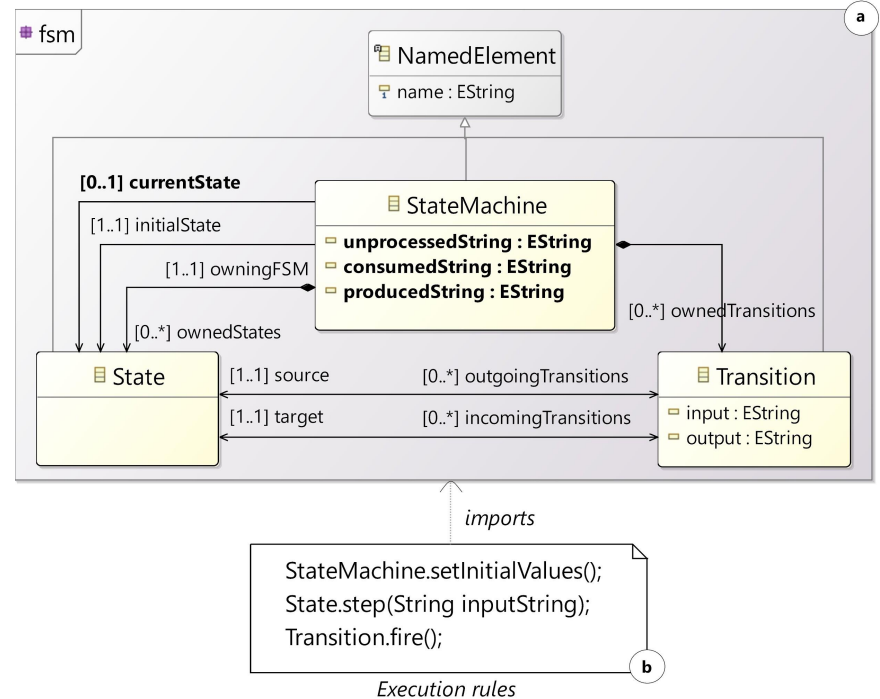 a
fsm
NamedElement
name : EString
[0..1] currentState
StateMachine
[1..1] initialState
unprocessedString : EString
[1..1] owningFSM
consumedString : EString
producedString : EString
[0..*] ownedStates
[0..*] ownedTransitions
State
[1..1] source
[0..*] outgoingTransitions
Transition
[1..1] target
[0..*] incomingTransitions
input : EString
output : EString
imports
StateMachine.setInitialValues();
State.step(String inputString);
Transition.fire();
b
Execution rules